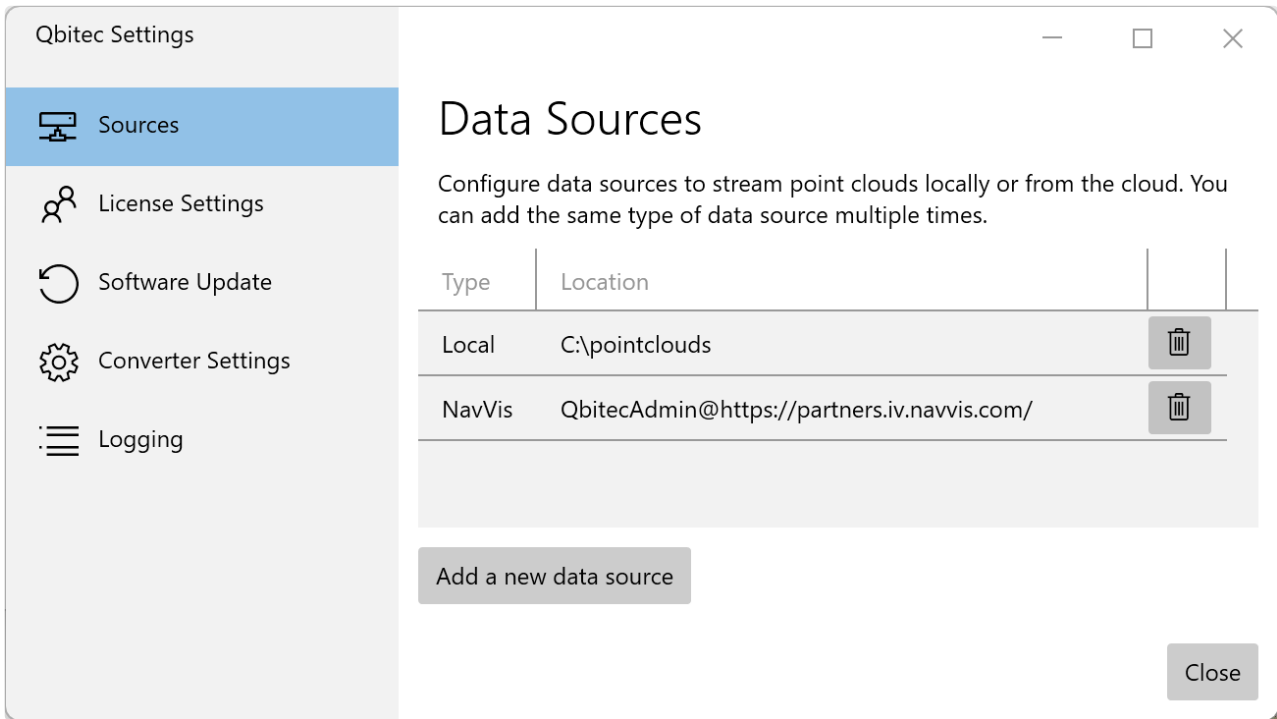 Qbitec Settings
Sources
License Settings
Software Update
Converter Settings
Logging
Data Sources
Configure data sources to stream point clouds locally or from the cloud. You
can add the same type of data source multiple times.
Type Location
Local C:\pointclouds
NavVis QbitecAdmin@https://partners.iv.navvis.com/
Add a new data source
Close